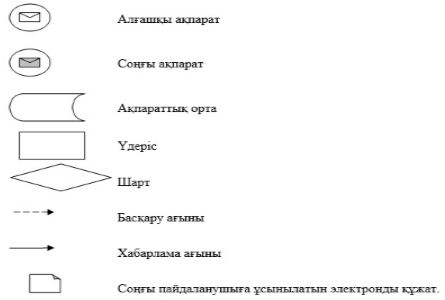 Алғашқы ақпарат
Соңғы ақпарат
Ақпараттық орта
Үдеріс
Шарт
Басқару ағыны
Хабарлама ағыны
Соңғы пайдаланушыға ұсынылатын электронды құжат.